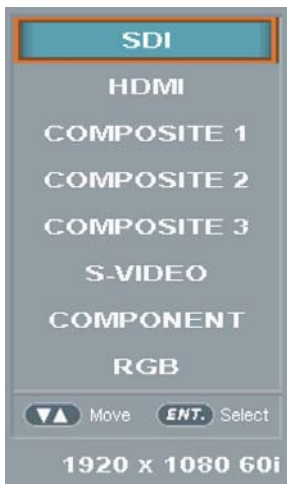 SDI
HDMI
COMPOSITE 1
COMPOSITE 2
COMPOSITE 3
S-VIDEO
COMPONENT
RGB
▼▲ Move ENT. Select
1920 x 1080 60i